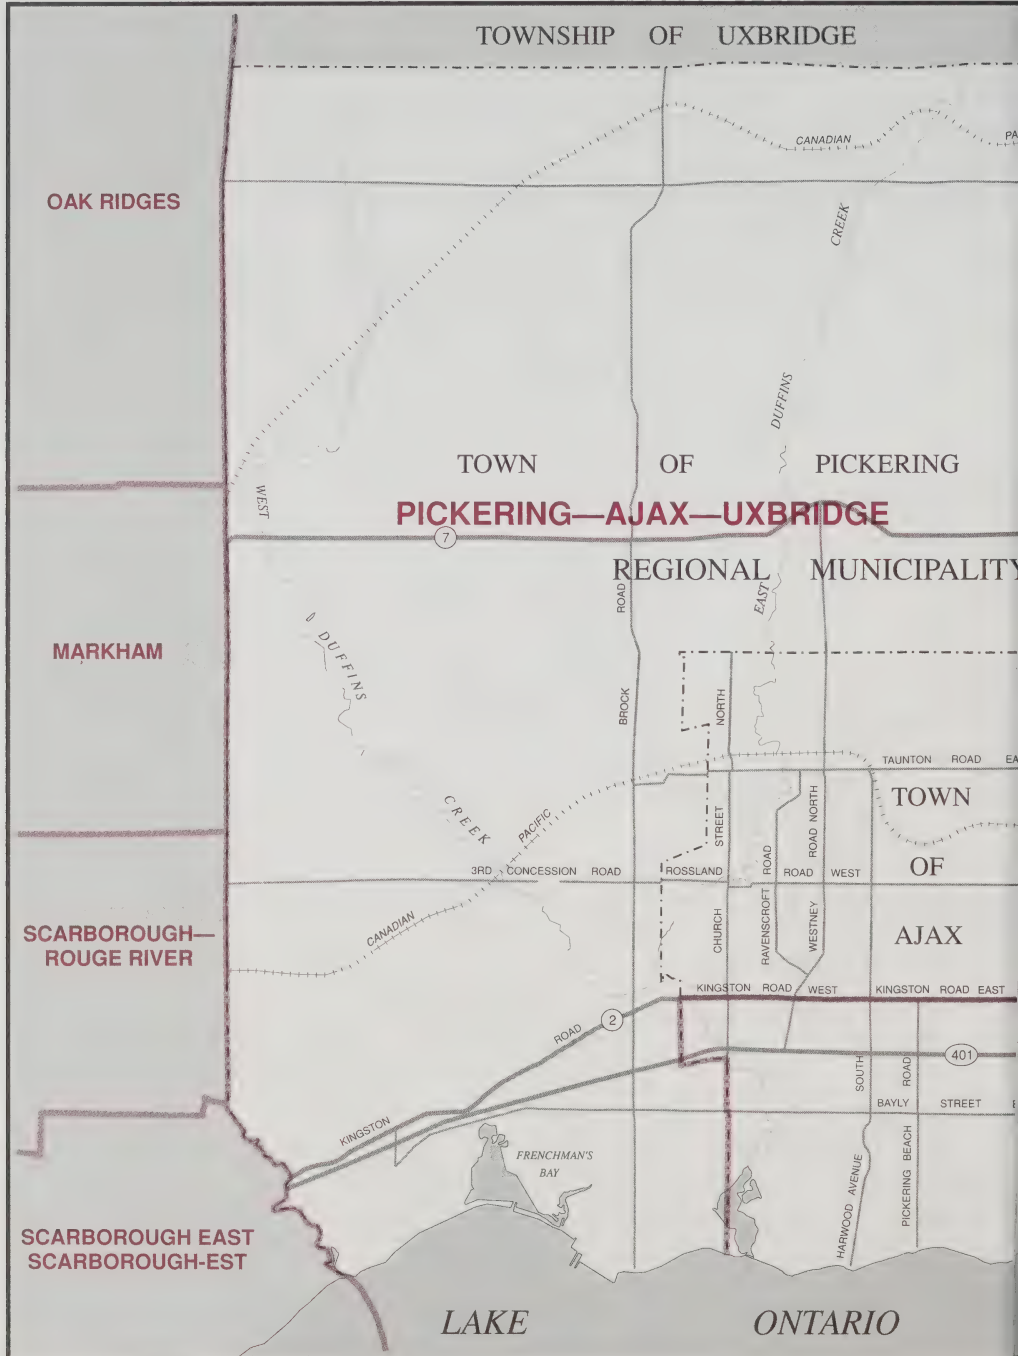 TOWNSHIP OF UXBRIDGE
CANADIAN
PA
OAK RIDGES
CREEK
DUFFINS
TOWN OF PICKERING
WEST
PICKERING—AJAX—UXBRIDGE
7
REGIONAL MUNICIPALITY
ROAD
EAST
DUFFINS
MARKHAM
BROCK
NORTH
TAUNTON ROAD EA
TOWN
CREEK
PACIFIC
STREET
ROAD NORTH
ROAD
3RD CONCESSION ROAD
ROSSLAND
ROAD WEST
OF
CANADIAN
CHURCH
RAVENSCROFT
WESTNEY
AJAX
SCARBOROUGH—
ROUGE RIVER
KINGSTON ROAD WEST
KINGSTON ROAD EAST
2
ROAD
401
SOUTH
ROAD
BAYLY STREET
KINGSTON
FRENCHMAN'S
BAY
HARWOOD AVENUE
PICKERING BEACH
SCARBOROUGH EAST
SCARBOROUGH-EST
LAKE ONTARIO